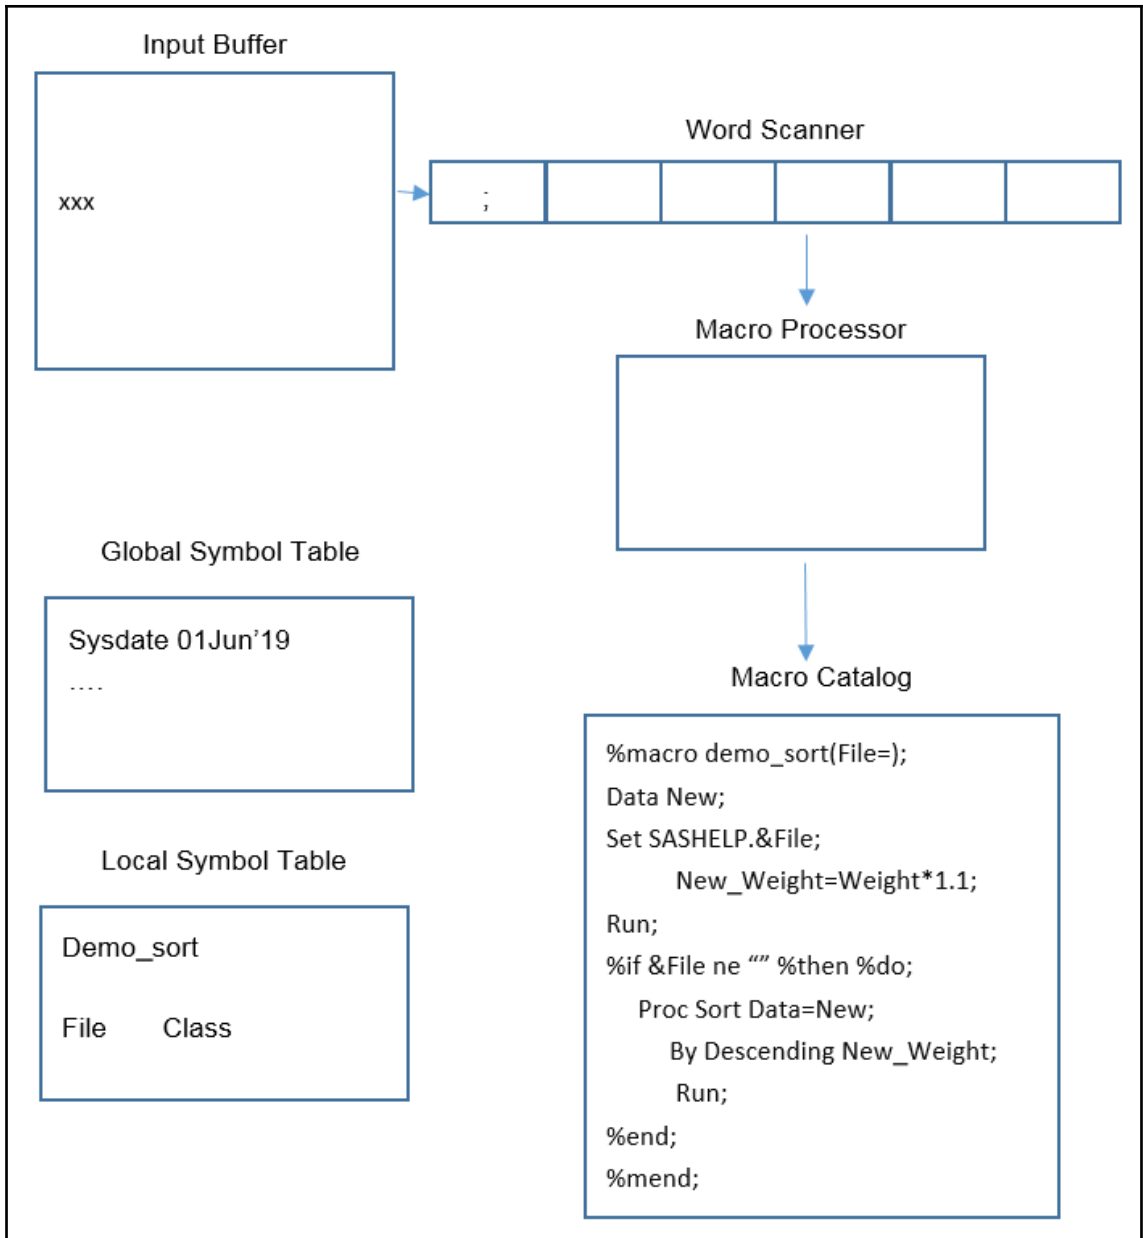 Input Buffer
xxx
Word Scanner
;
Macro Processor
Global Symbol Table
Sysdate 01Jun’19
....
Local Symbol Table
Demo_sort
File Class
Macro Catalog
%macro demo_sort(File=);
Data New;
Set SASHELP.&File;
New_Weight=Weight*1.1;
Run;
%if &File ne “” %then %do;
Proc Sort Data=New;
By Descending New_Weight;
Run;
%end;
%mend;